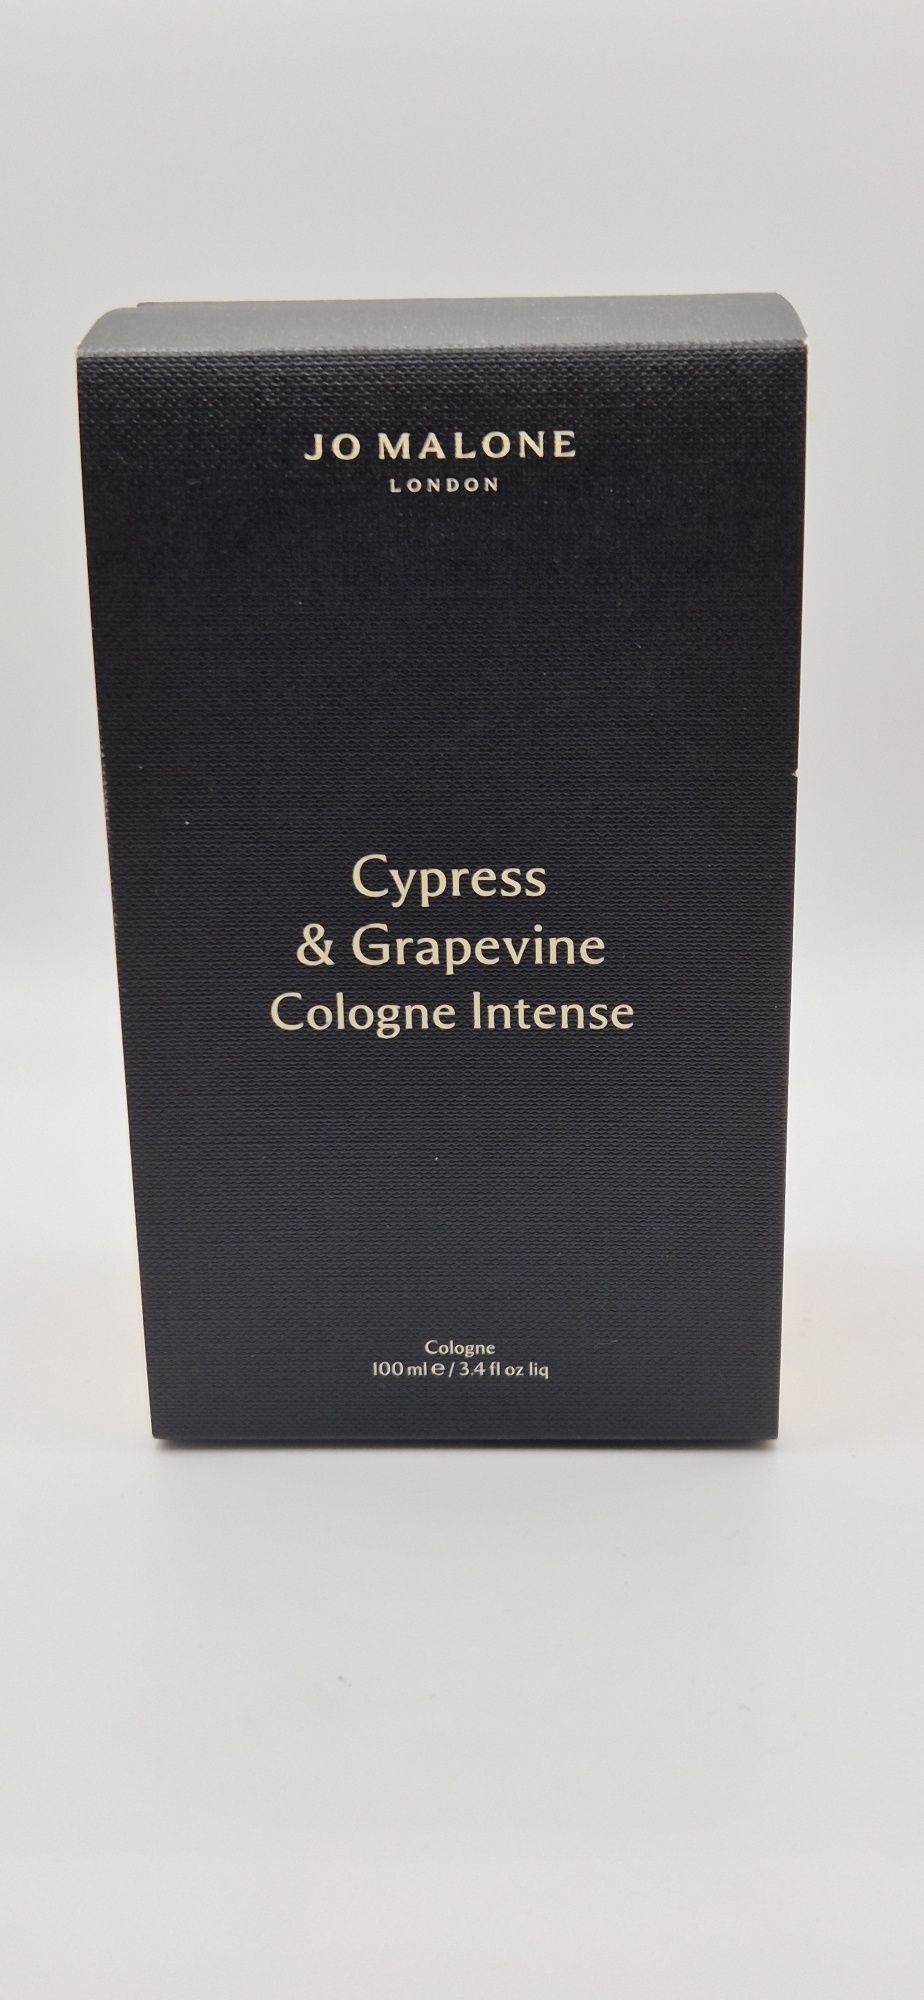 JO MALONE
LONDON
Cypress
& Grapevine
Cologne Intense
Cologne
100 ml ℮ / 3.4 fl oz liq